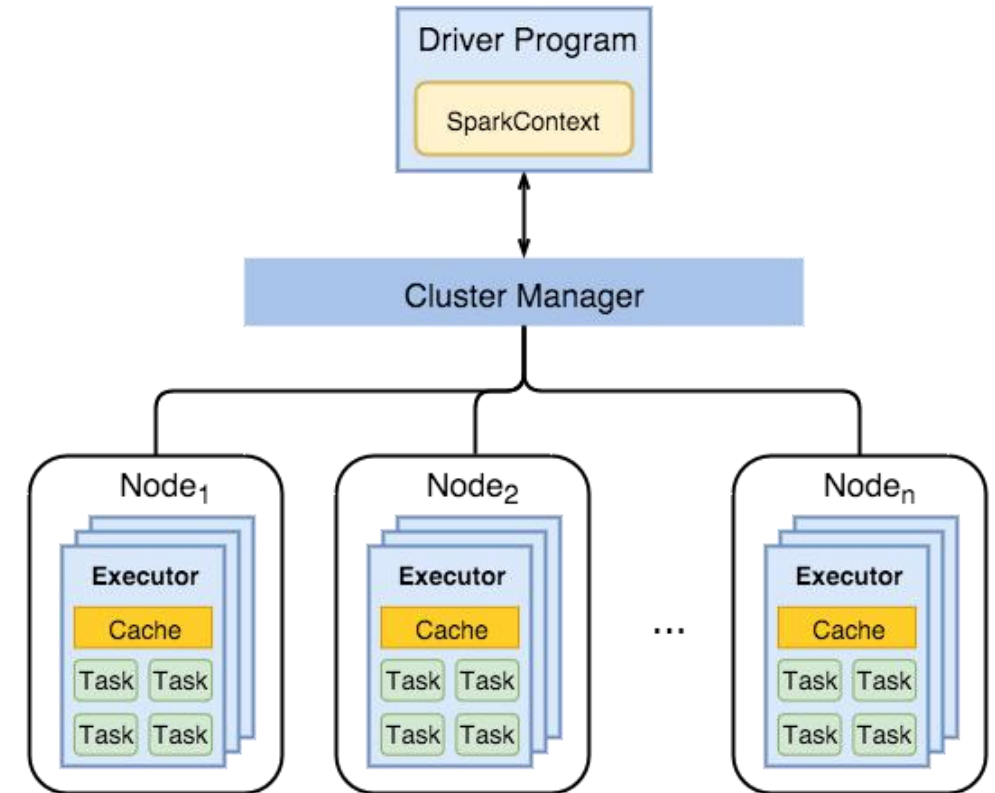 Driver Program
SparkContext
Cluster Manager
Node₁
Executor
Cache
Task Task
Task Task
Node₂
Executor
Cache
Task Task
Task Task
...
Nodeₙ
Executor
Cache
Task Task
Task Task